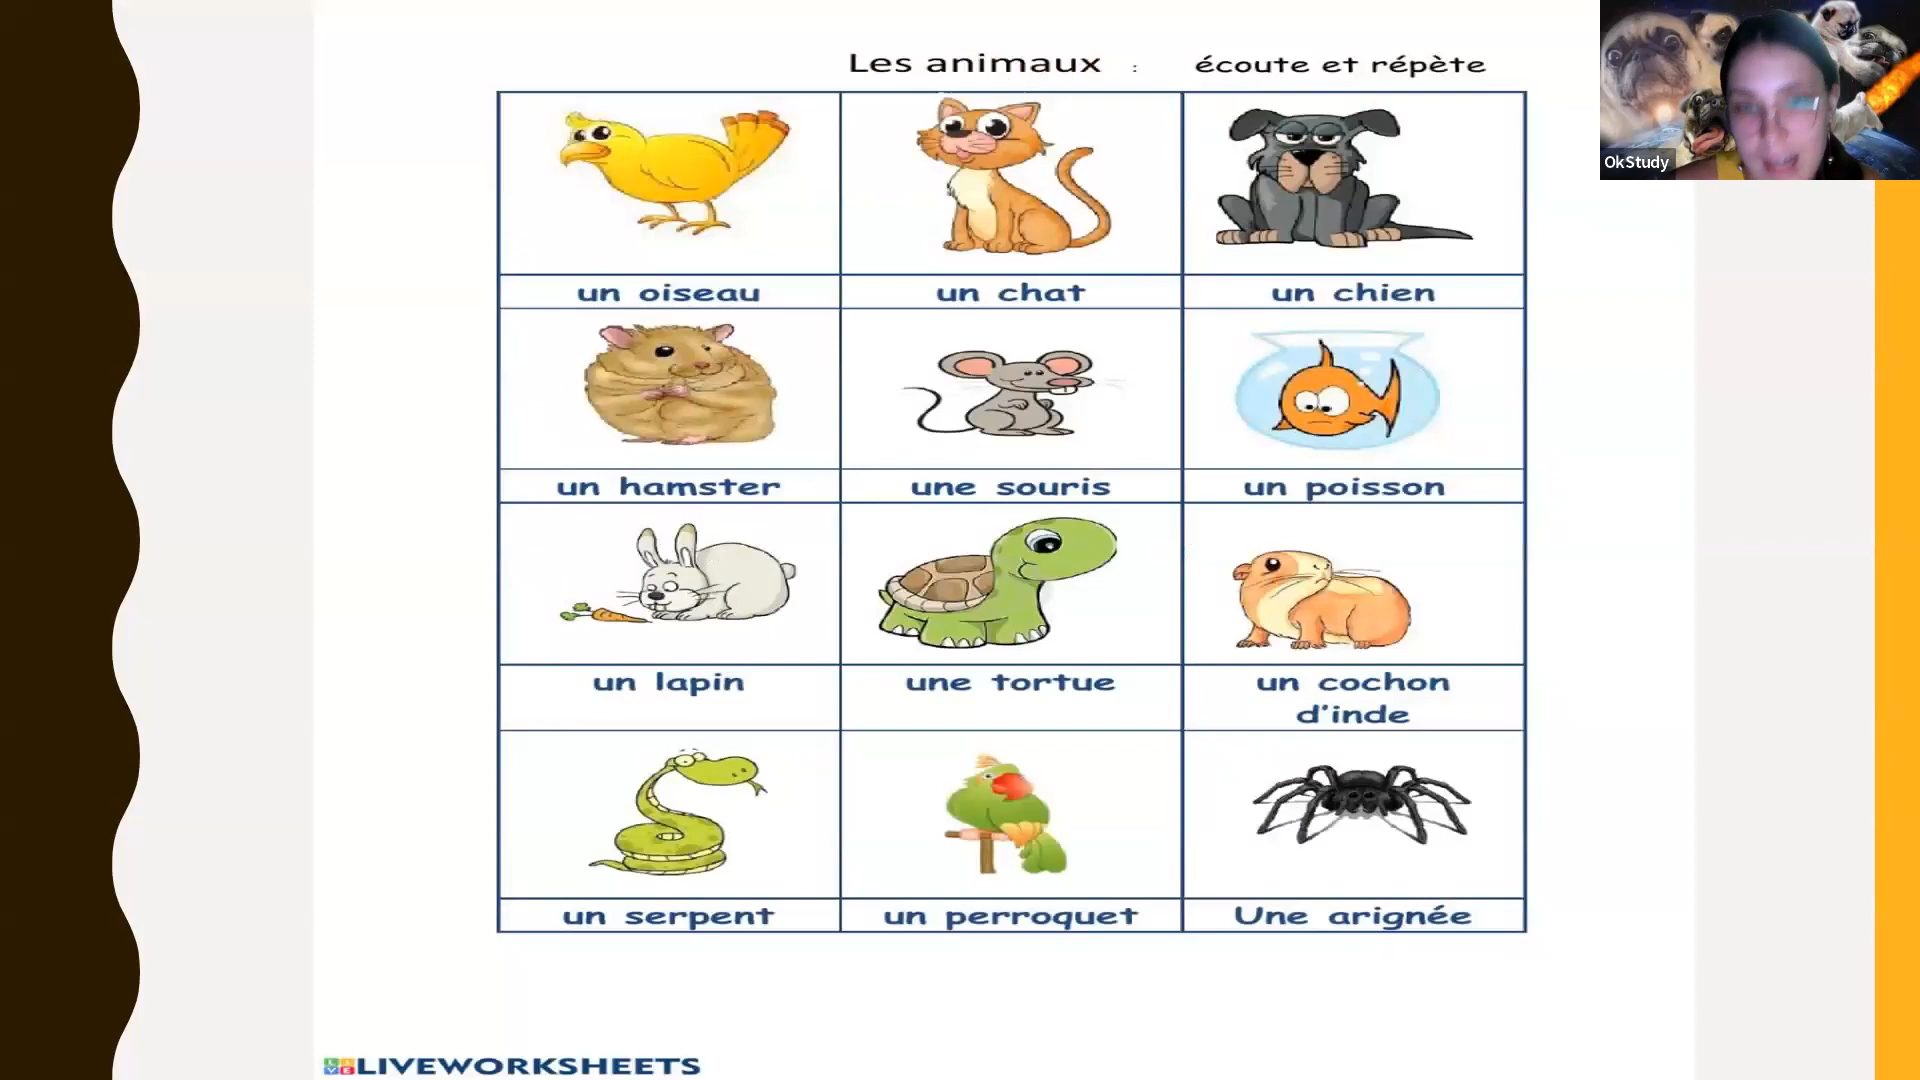 Les animaux : écoute et répète
OkStudy
un oiseau un chat un chien
un hamster une souris un poisson
un lapin une tortue un cochon
d'inde
un serpent un perroquet Une arignée
LIVEWORKSHEETS